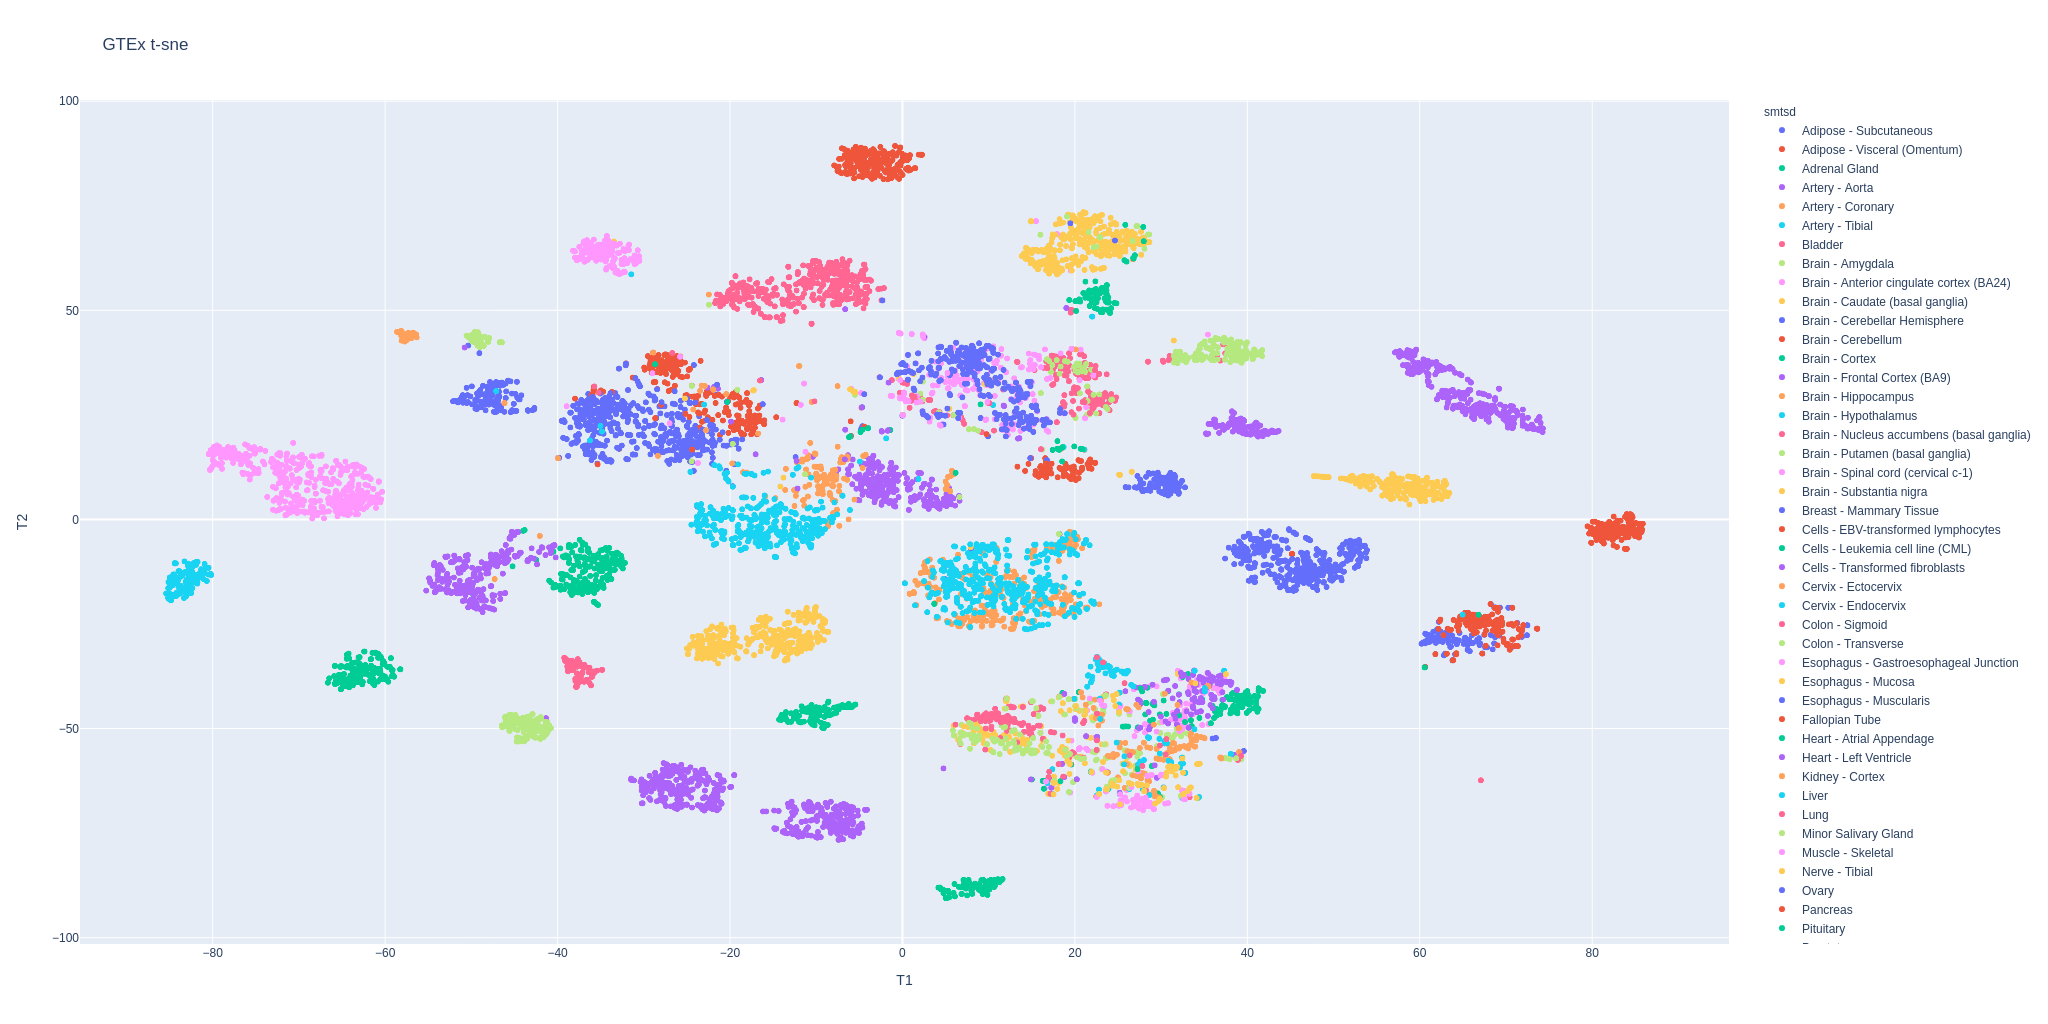 GTEx t-sne
100
50
0
−50
−100
T2
−80
−60
−40
−20
0
20
40
60
80
T1
smtsd
Adipose - Subcutaneous
Adipose - Visceral (Omentum)
Adrenal Gland
Artery - Aorta
Artery - Coronary
Artery - Tibial
Bladder
Brain - Amygdala
Brain - Anterior cingulate cortex (BA24)
Brain - Caudate (basal ganglia)
Brain - Cerebellar Hemisphere
Brain - Cerebellum
Brain - Cortex
Brain - Frontal Cortex (BA9)
Brain - Hippocampus
Brain - Hypothalamus
Brain - Nucleus accumbens (basal ganglia)
Brain - Putamen (basal ganglia)
Brain - Spinal cord (cervical c-1)
Brain - Substantia nigra
Breast - Mammary Tissue
Cells - EBV-transformed lymphocytes
Cells - Leukemia cell line (CML)
Cells - Transformed fibroblasts
Cervix - Ectocervix
Cervix - Endocervix
Colon - Sigmoid
Colon - Transverse
Esophagus - Gastroesophageal Junction
Esophagus - Mucosa
Esophagus - Muscularis
Fallopian Tube
Heart - Atrial Appendage
Heart - Left Ventricle
Kidney - Cortex
Liver
Lung
Minor Salivary Gland
Muscle - Skeletal
Nerve - Tibial
Ovary
Pancreas
Pituitary